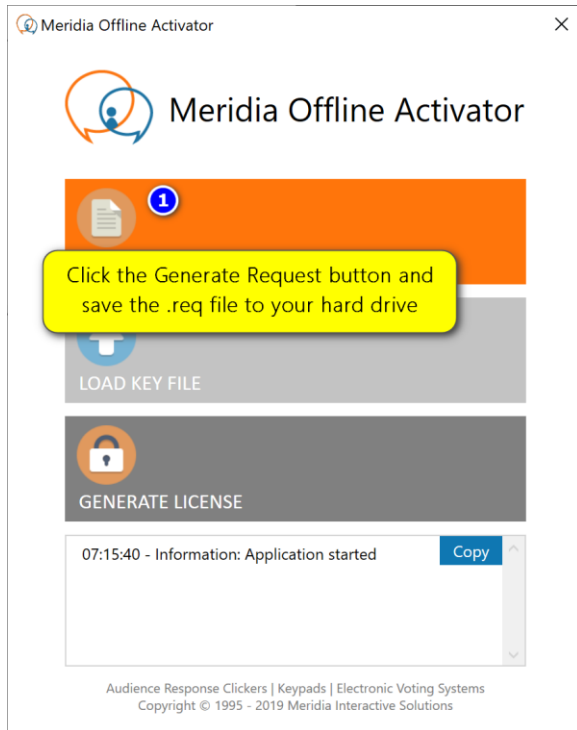 Meridia Offline Activator
Meridia Offline Activator
1
Click the Generate Request button and
save the .req file to your hard drive
LOAD KEY FILE
GENERATE LICENSE
07:15:40 - Information: Application started
Copy
Audience Response Clickers | Keypads | Electronic Voting Systems
Copyright © 1995 - 2019 Meridia Interactive Solutions